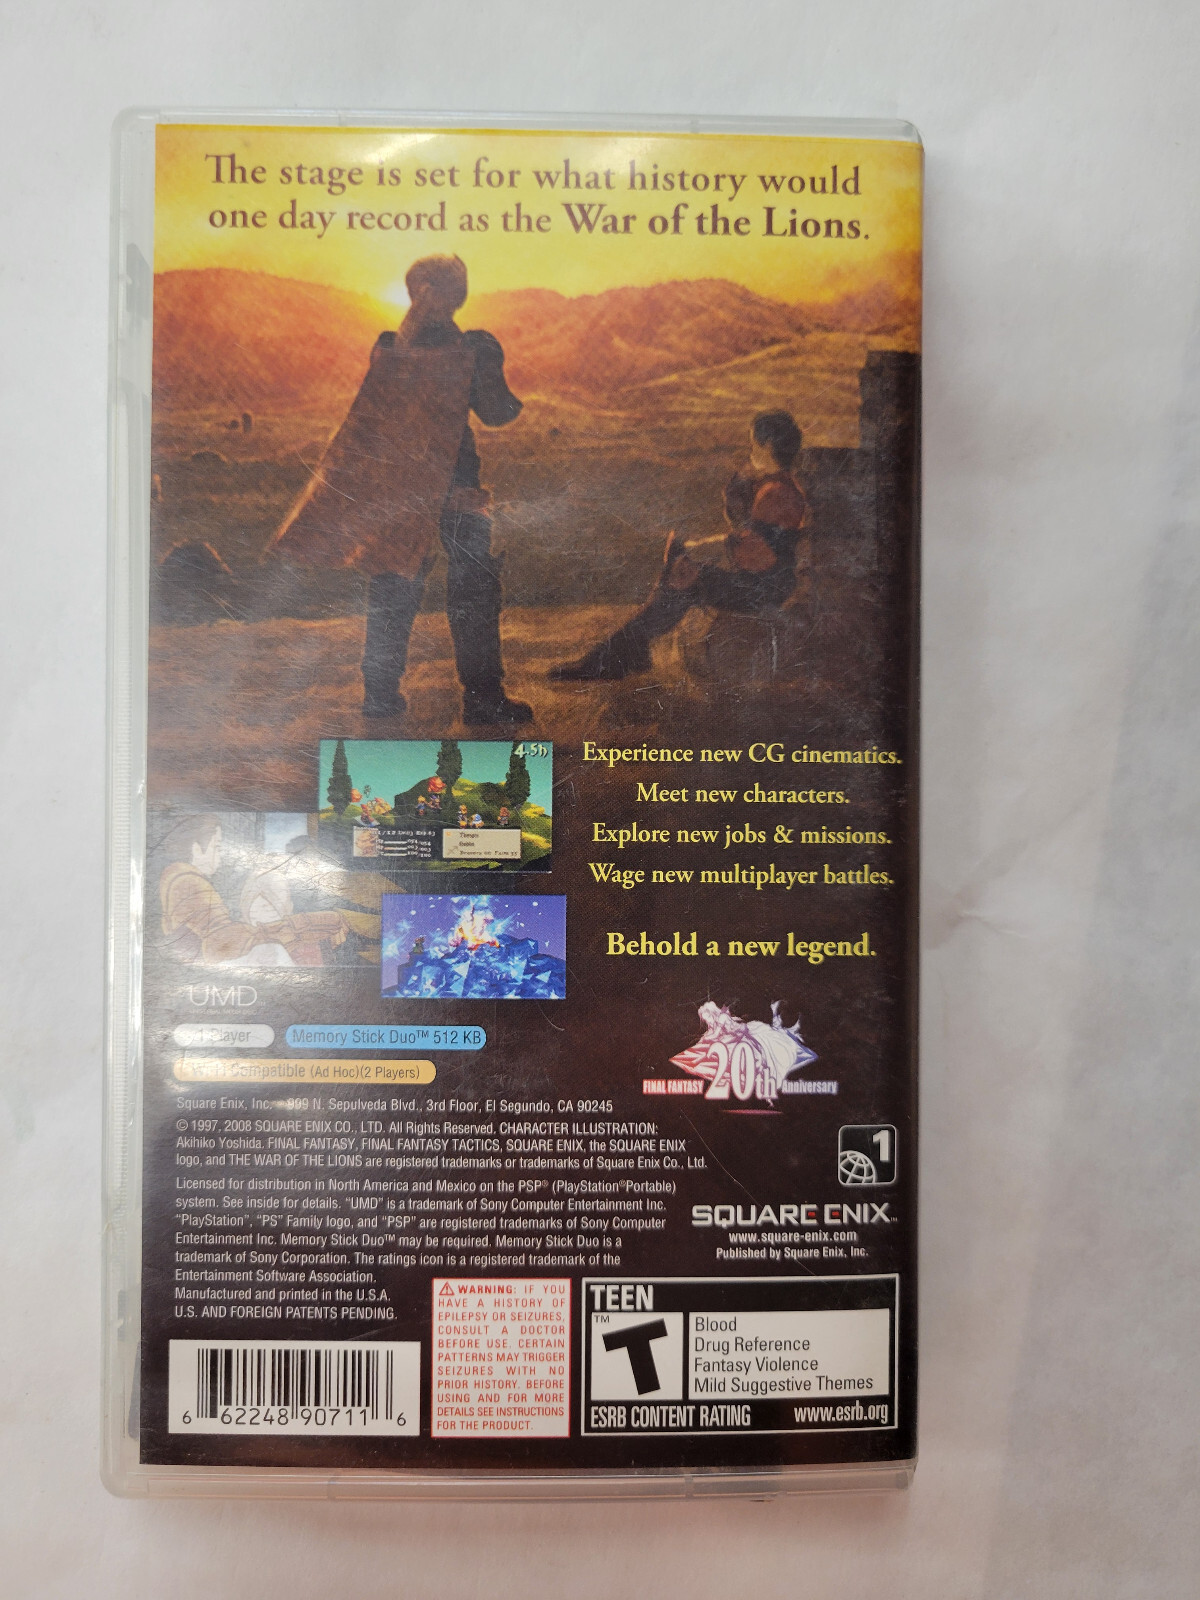 The stage is set for what history would
one day record as the War of the Lions.
4.5h
Experience new CG cinematics.
Meet new characters.
Explore new jobs & missions.
Wage new multiplayer battles.
Behold a new legend.
UMD
1 Player
Memory Stick Duo™ 512 KB
Wi-Fi Compatible (Ad Hoc)(2 Players)
FINAL FANTASY 20th Anniversary
Square Enix, Inc. 999 N. Sepulveda Blvd., 3rd Floor, El Segundo, CA 90245
© 1997, 2008 SQUARE ENIX CO., LTD. All Rights Reserved. CHARACTER ILLUSTRATION:
Akihiko Yoshida. FINAL FANTASY, FINAL FANTASY TACTICS, SQUARE ENIX, the SQUARE ENIX
logo, and THE WAR OF THE LIONS are registered trademarks or trademarks of Square Enix Co., Ltd.
Licensed for distribution in North America and Mexico on the PSP® (PlayStation®Portable)
system. See inside for details. "UMD" is a trademark of Sony Computer Entertainment Inc.
"PlayStation", "PS" Family logo, and "PSP" are registered trademarks of Sony Computer
Entertainment Inc. Memory Stick Duo™ may be required. Memory Stick Duo is a
trademark of Sony Corporation. The ratings icon is a registered trademark of the
Entertainment Software Association.
Manufactured and printed in the U.S.A.
U.S. AND FOREIGN PATENTS PENDING.
1
SQUARE ENIX™
www.square-enix.com
Published by Square Enix, Inc.
6 62248 90711 6
WARNING: IF YOU
HAVE A HISTORY OF
EPILEPSY OR SEIZURES,
CONSULT A DOCTOR
BEFORE USE. CERTAIN
PATTERNS MAY TRIGGER
SEIZURES WITH NO
PRIOR HISTORY. BEFORE
USING AND FOR MORE
DETAILS SEE INSTRUCTIONS
FOR THE PRODUCT.
TEEN
T™
Blood
Drug Reference
Fantasy Violence
Mild Suggestive Themes
ESRB CONTENT RATING www.esrb.org